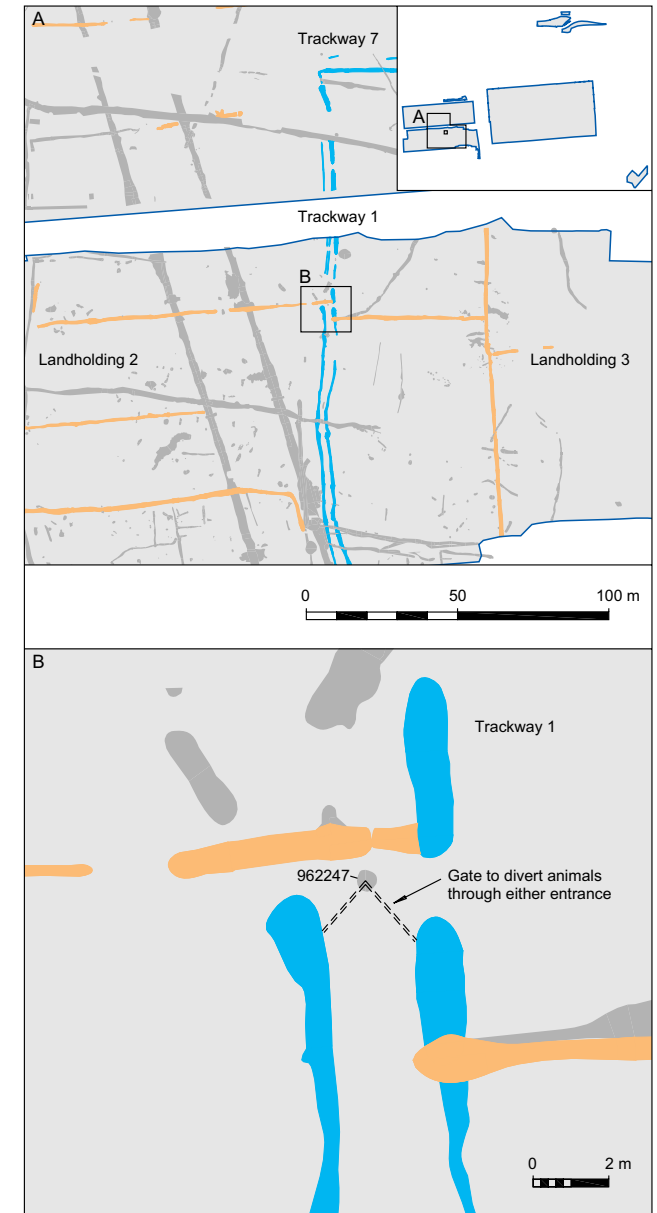 A
Trackway 7
A
Trackway 1
B
Landholding 2
Landholding 3
0
50
100 m
B
Trackway 1
962247
Gate to divert animals
through either entrance
0
2 m